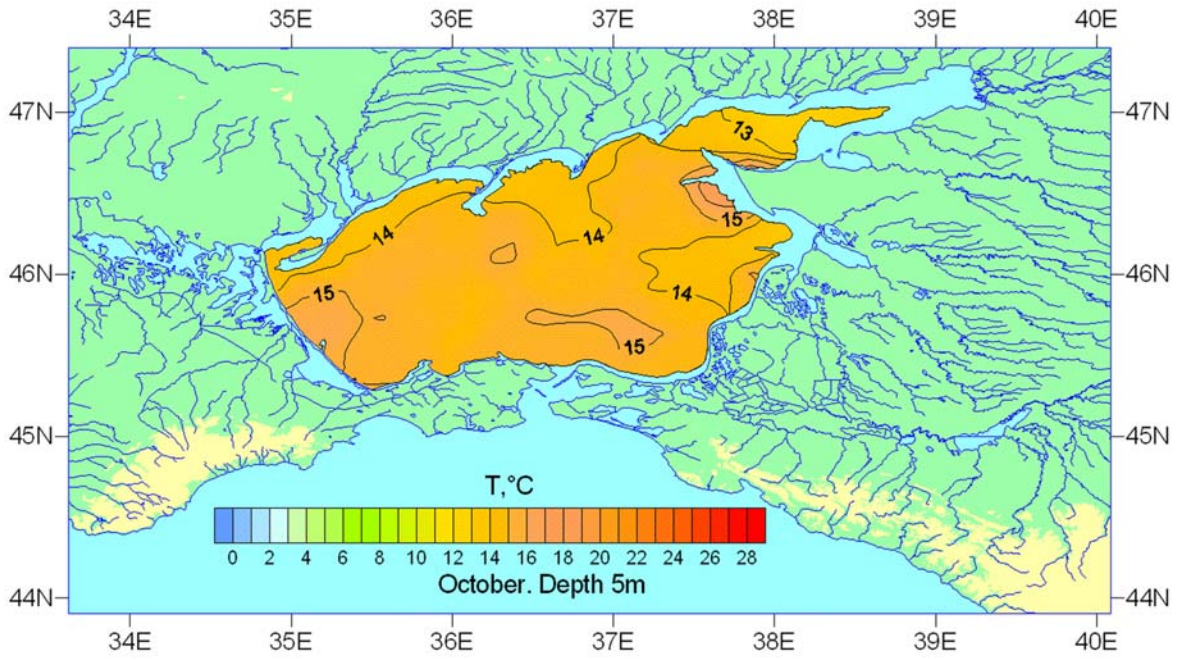 34E 35E 36E 37E 38E 39E 40E
47N 47N
13
15
14 14
46N 46N
15 14
15
45N 45N
T,°C
0 2 4 6 8 10 12 14 16 18 20 22 24 26 28
October. Depth 5m
44N 44N
34E 35E 36E 37E 38E 39E 40E